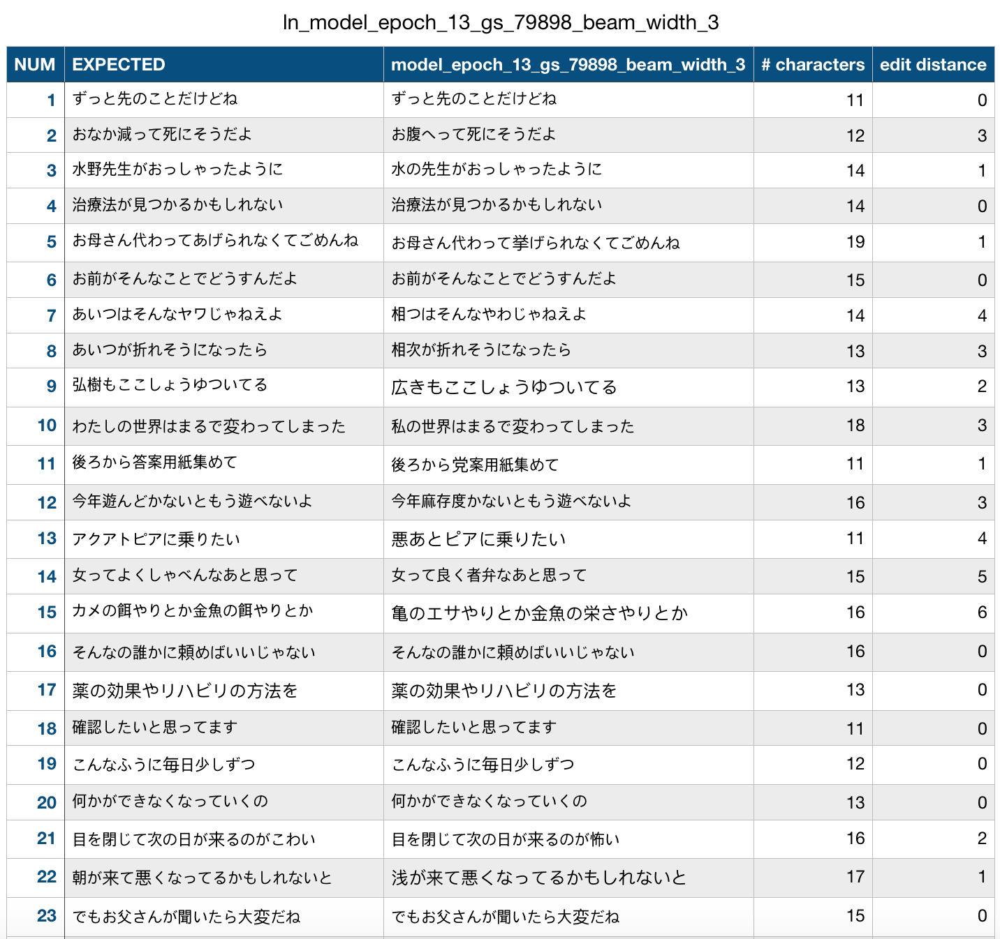 ln_model_epoch_13_gs_79898_beam_width_3
NUM EXPECTED model_epoch_13_gs_79898_beam_width_3 # characters edit distance
1 ずっと先のことだけどね ずっと先のことだけどね 11 0
2 おなか減って死にそうだよ お腹へって死にそうだよ 12 3
3 水野先生がおっしゃったように 水の先生がおっしゃったように 14 1
4 治療法が見つかるかもしれない 治療法が見つかるかもしれない 14 0
5 お母さん代わってあげられなくてごめんね お母さん代わって挙げられなくてごめんね 19 1
6 お前がそんなことでどうすんだよ お前がそんなことでどうすんだよ 15 0
7 あいつはそんなヤワじゃねえよ 相つはそんなやわじゃねえよ 14 4
8 あいつが折れそうになったら 相次が折れそうになったら 13 3
9 弘樹もここしょうゆついてる 広きもここしょうゆついてる 13 2
10 わたしの世界はまるで変わってしまった 私の世界はまるで変わってしまった 18 3
11 後ろから答案用紙集めて 後ろから党案用紙集めて 11 1
12 今年遊んどかないともう遊べないよ 今年麻存度かないともう遊べないよ 16 3
13 アクアトピアに乗りたい 悪あとピアに乗りたい 11 4
14 女ってよくしゃべんなあと思って 女って良く者弁なあと思って 15 5
15 カメの餌やりとか金魚の餌やりとか 亀のエサやりとか金魚の栄さやりとか 16 6
16 そんなの誰かに頼めばいいじゃない そんなの誰かに頼めばいいじゃない 16 0
17 薬の効果やリハビリの方法を 薬の効果やリハビリの方法を 13 0
18 確認したいと思ってます 確認したいと思ってます 11 0
19 こんなふうに毎日少しずつ こんなふうに毎日少しずつ 12 0
20 何かができなくなっていくの 何かができなくなっていくの 13 0
21 目を閉じて次の日が来るのがこわい 目を閉じて次の日が来るのが怖い 16 2
22 朝が来て悪くなってるかもしれないと 浅が来て悪くなってるかもしれないと 17 1
23 でもお父さんが聞いたら大変だね でもお父さんが聞いたら大変だね 15 0